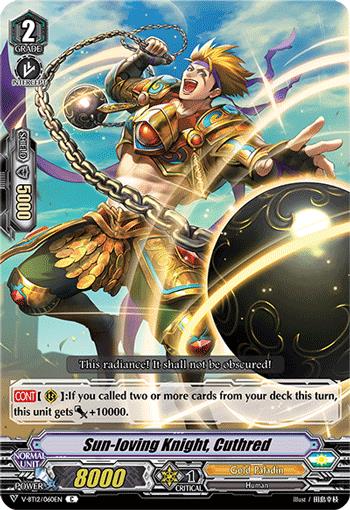 2
GRADE
INTERCEPT
SHIELD
5000
This radiance! It shall not be obscured!
CONT[ ]:If you called two or more cards from your deck this turn,
this unit gets +10000.
Sun-loving Knight, Cuthred
NORMAL
UNIT
POWER
8000
1
CRITICAL
Gold Paladin
Human
V-BT12/060EN C
Illust / 田島幸枝